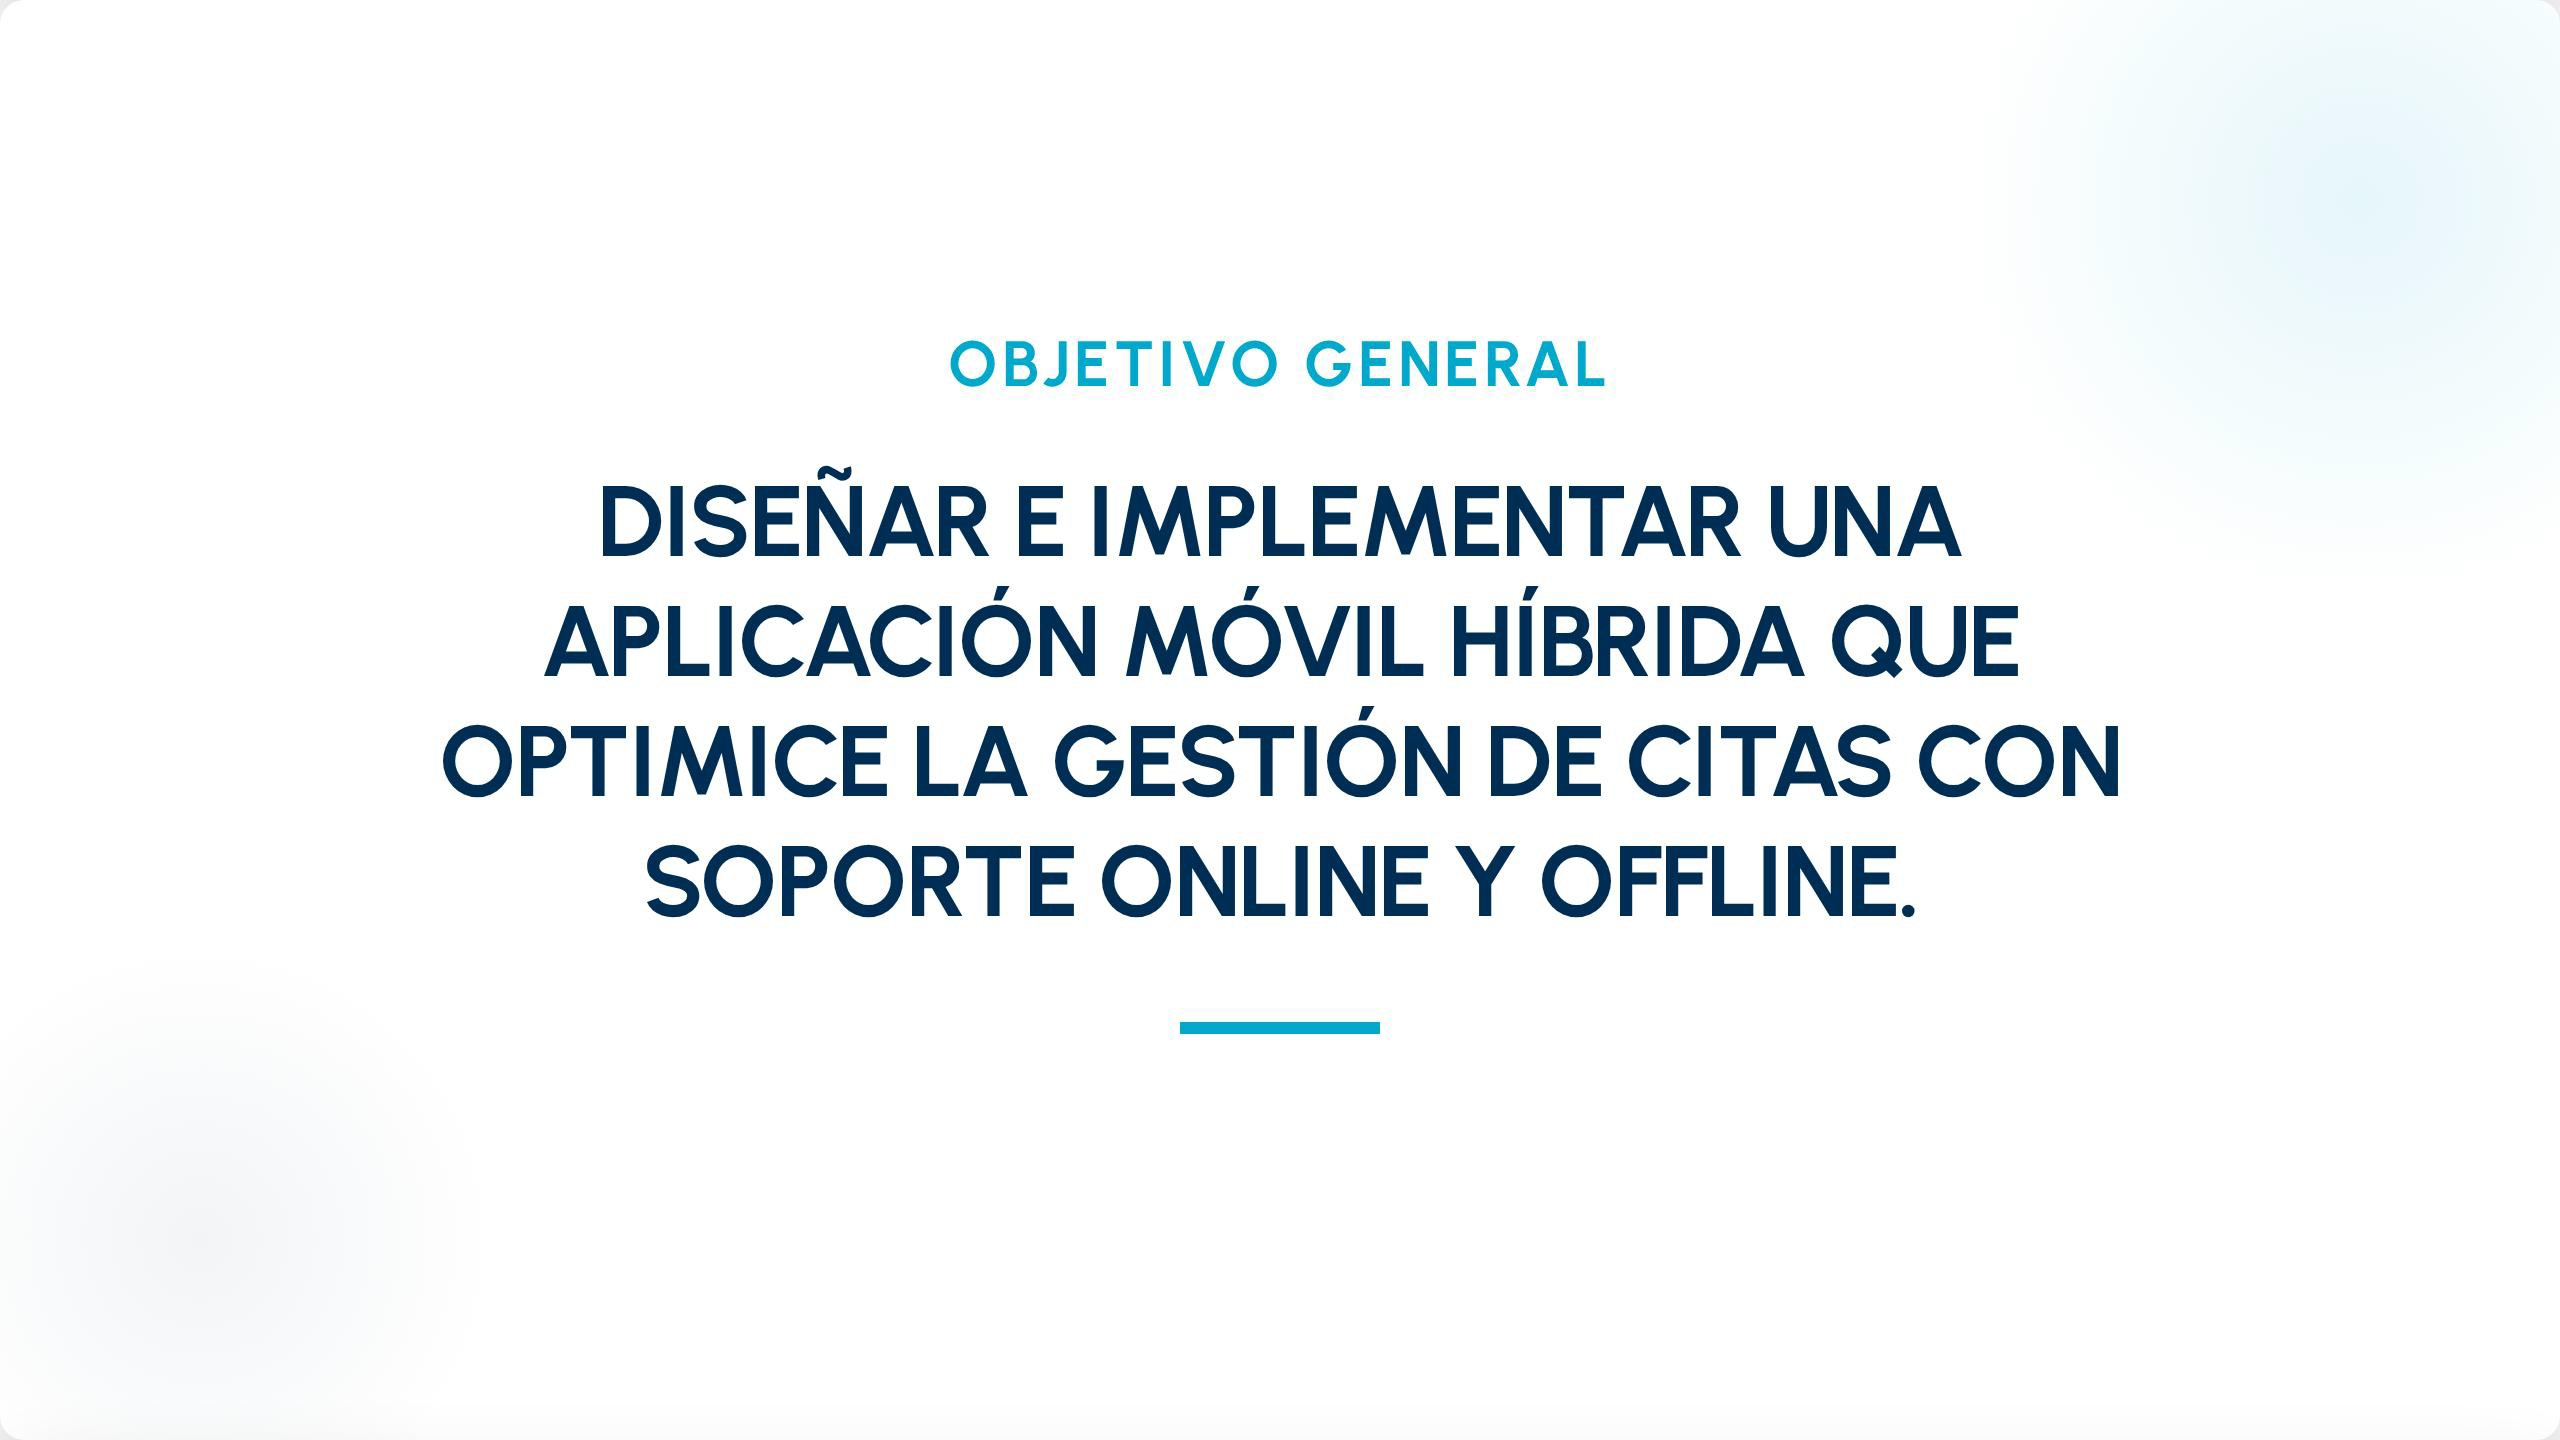 OBJETIVO GENERAL
DISEÑAR E IMPLEMENTAR UNA
APLICACIÓN MÓVIL HÍBRIDA QUE
OPTIMICE LA GESTIÓN DE CITAS CON
SOPORTE ONLINE Y OFFLINE.